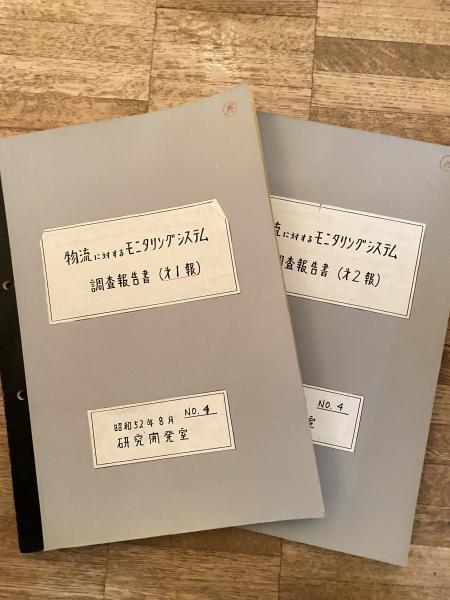 物流に対するモニタリングシステム
調査報告書(才1報)
昭和52年8月 NO.4
研究開発室
流に対するモニタリングシステム
調査報告書(才2報)
NO.4
室